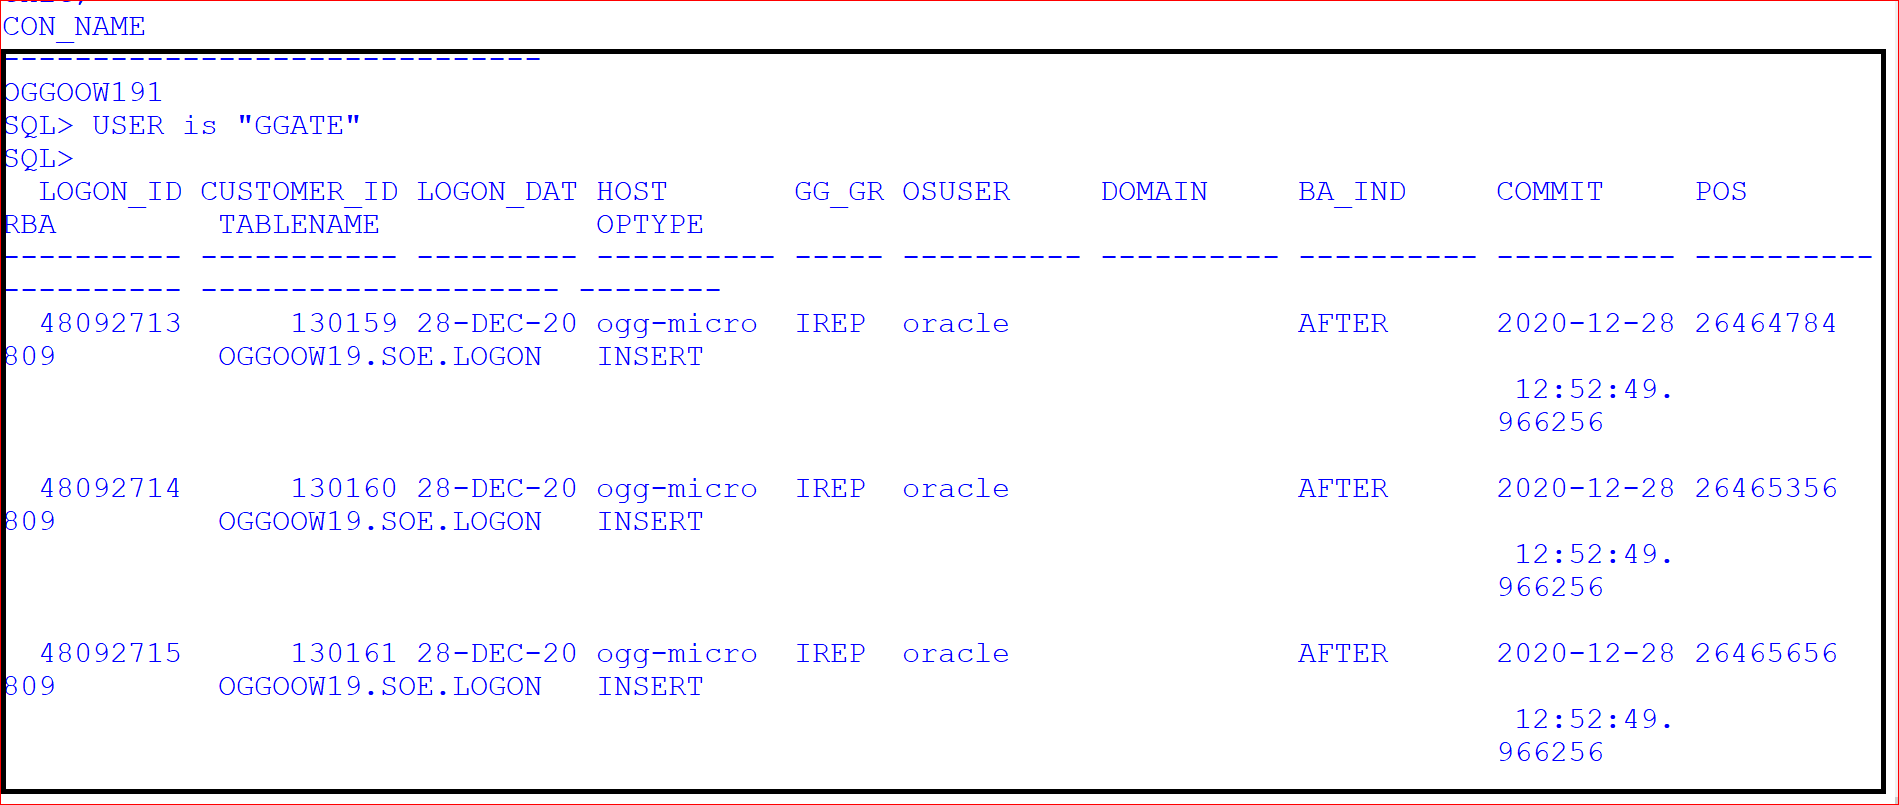 CON_NAME
------------------------------
OGGOOW191
SQL> USER is "GGATE"
SQL>
  LOGON_ID CUSTOMER_ID LOGON_DAT HOST       GG_GR OSUSER     DOMAIN     BA_IND     COMMIT     POS
RBA         TABLENAME            OPTYPE
---------- ----------- --------- ---------- ----- ---------- ---------- ---------- ---------- ----------
---------- -------------------- --------
  48092713      130159 28-DEC-20 ogg-micro  IREP  oracle                AFTER      2020-12-28 26464784
809         OGGOOW19.SOE.LOGON   INSERT
 12:52:49.
966256
  48092714      130160 28-DEC-20 ogg-micro  IREP  oracle                AFTER      2020-12-28 26465356
809         OGGOOW19.SOE.LOGON   INSERT
 12:52:49.
966256
  48092715      130161 28-DEC-20 ogg-micro  IREP  oracle                AFTER      2020-12-28 26465656
809         OGGOOW19.SOE.LOGON   INSERT
 12:52:49.
966256